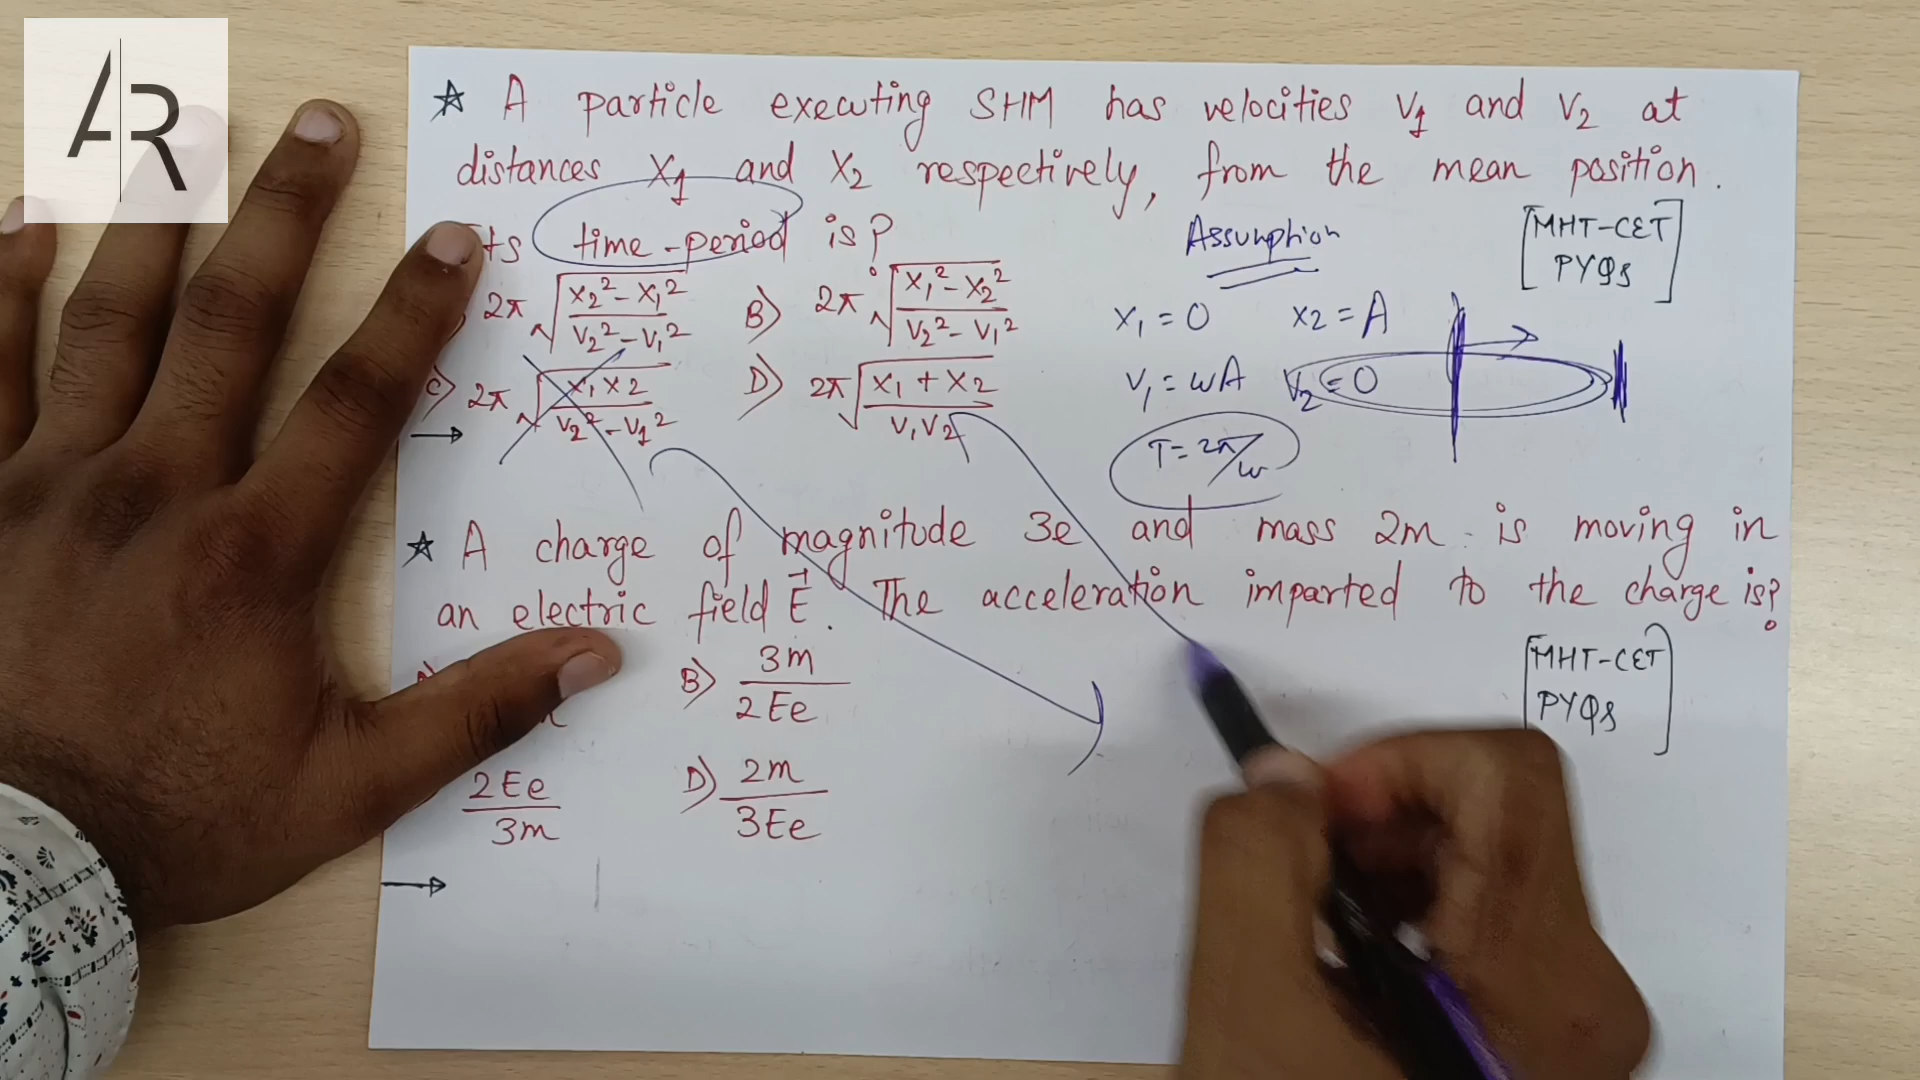 AR
☆ A particle executing SHM has velocities V₁ and V₂ at
distances X₁ and X₂ respectively, from the mean position.
ts time-period is?
Assumption
[MHT-CET
PYQs]
2π √((x₂² - x₁²)/(v₂² - v₁²))
B) 2π √((x₁² - x₂²)/(v₂² - v₁²))
x₁ = 0 x₂ = A
C) 2π √((x₁ x₂)/(v₂² - v₁²))
D) 2π √((x₁ + x₂)/(v₁v₂))
v₁ = ωA v₂ = 0
→
T = 2π/ω
☆ A charge of magnitude 3e and mass 2m is moving in
an electric field E⃗. The acceleration imparted to the charge is?
[MHT-CET
PYQs]
B) 3m/2Ee
2Ee/3m
D) 2m/3Ee
→